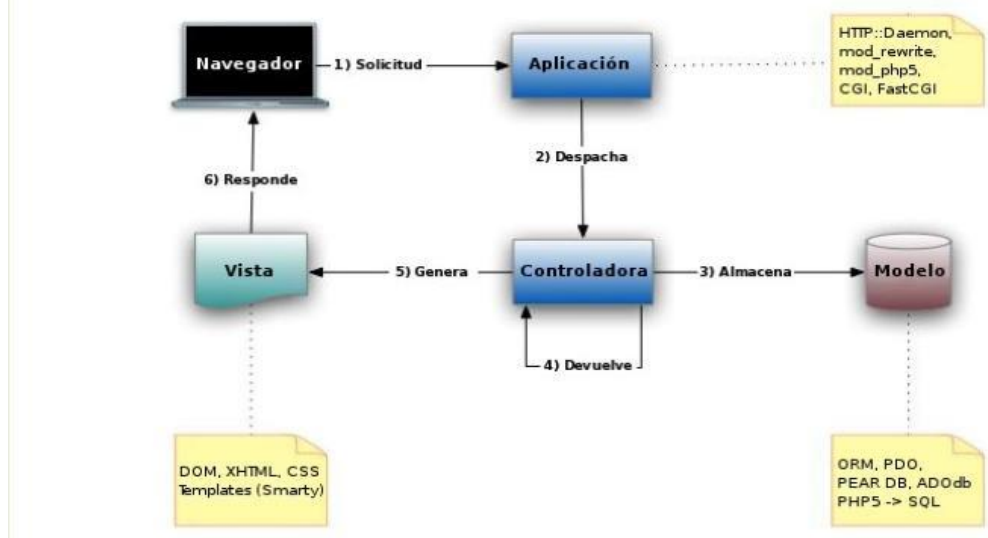 Navegador
1) Solicitud
Aplicación
HTTP::Daemon,
mod_rewrite,
mod_php5,
CGI, FastCGI
2) Despacha
6) Responde
Vista
5) Genera
Controladora
3) Almacena
Modelo
4) Devuelve
DOM, XHTML, CSS
Templates (Smarty)
ORM, PDO,
PEAR DB, ADOdb
PHP5 -> SQL